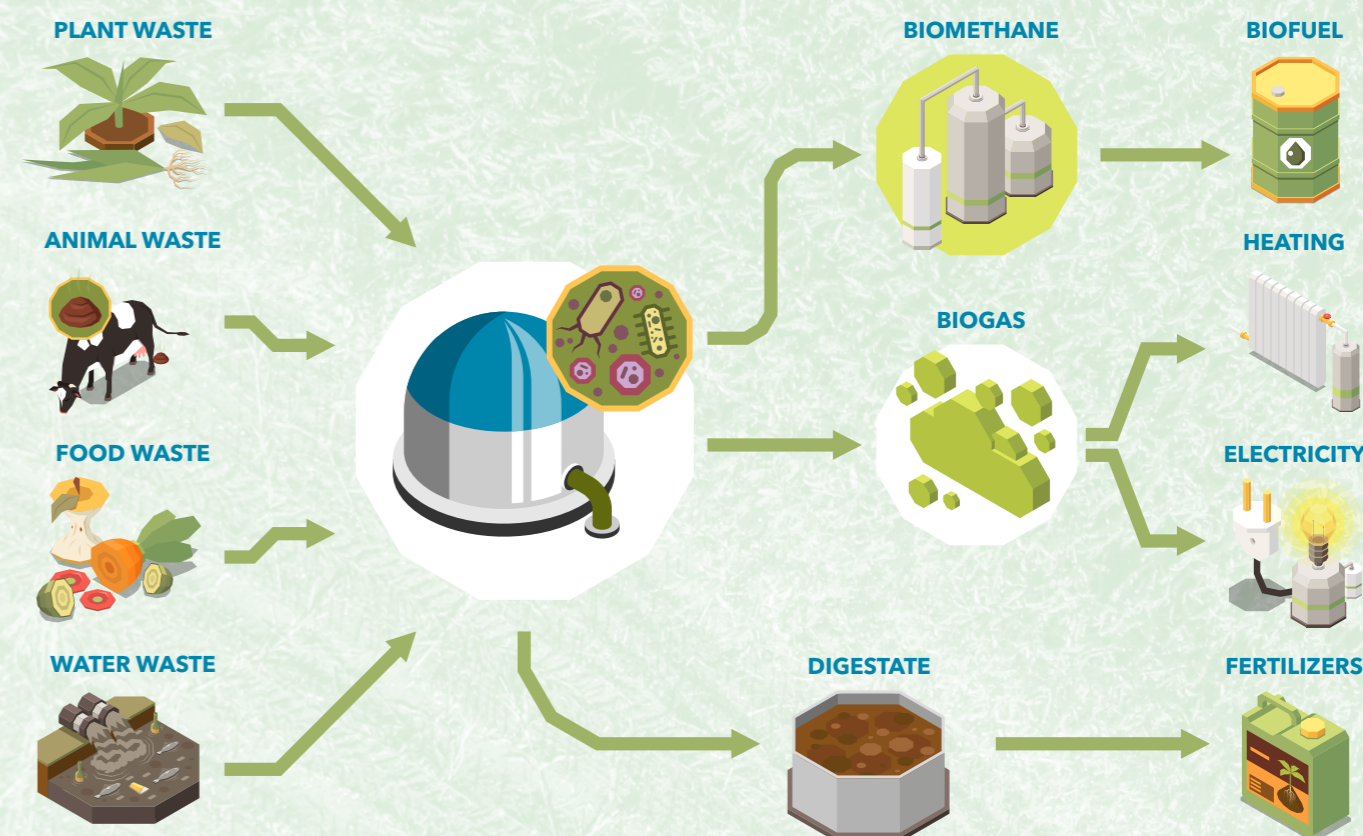 PLANT WASTE
BIOMETHANE
BIOFUEL
ANIMAL WASTE
HEATING
BIOGAS
FOOD WASTE
ELECTRICITY
WATER WASTE
DIGESTATE
FERTILIZERS